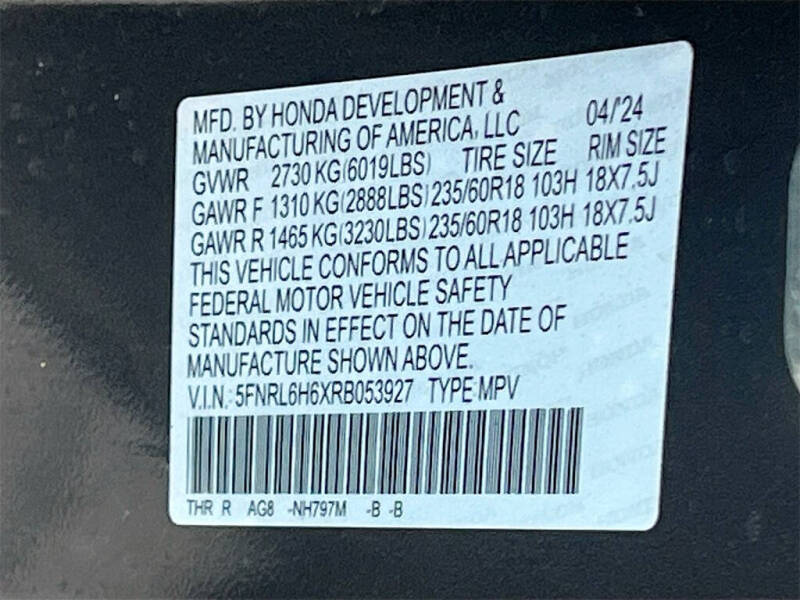 MFD. BY HONDA DEVELOPMENT &
MANUFACTURING OF AMERICA, LLC 04/'24
GVWR 2730 KG(6019LBS) TIRE SIZE RIM SIZE
GAWR F 1310 KG(2888LBS) 235/60R18 103H 18X7.5J
GAWR R 1465 KG(3230LBS) 235/60R18 103H 18X7.5J
THIS VEHICLE CONFORMS TO ALL APPLICABLE
FEDERAL MOTOR VEHICLE SAFETY
STANDARDS IN EFFECT ON THE DATE OF
MANUFACTURE SHOWN ABOVE.
V.I.N.: 5FNRL6H6XRB053927 TYPE MPV
THR R AG8 -NH797M -B -B